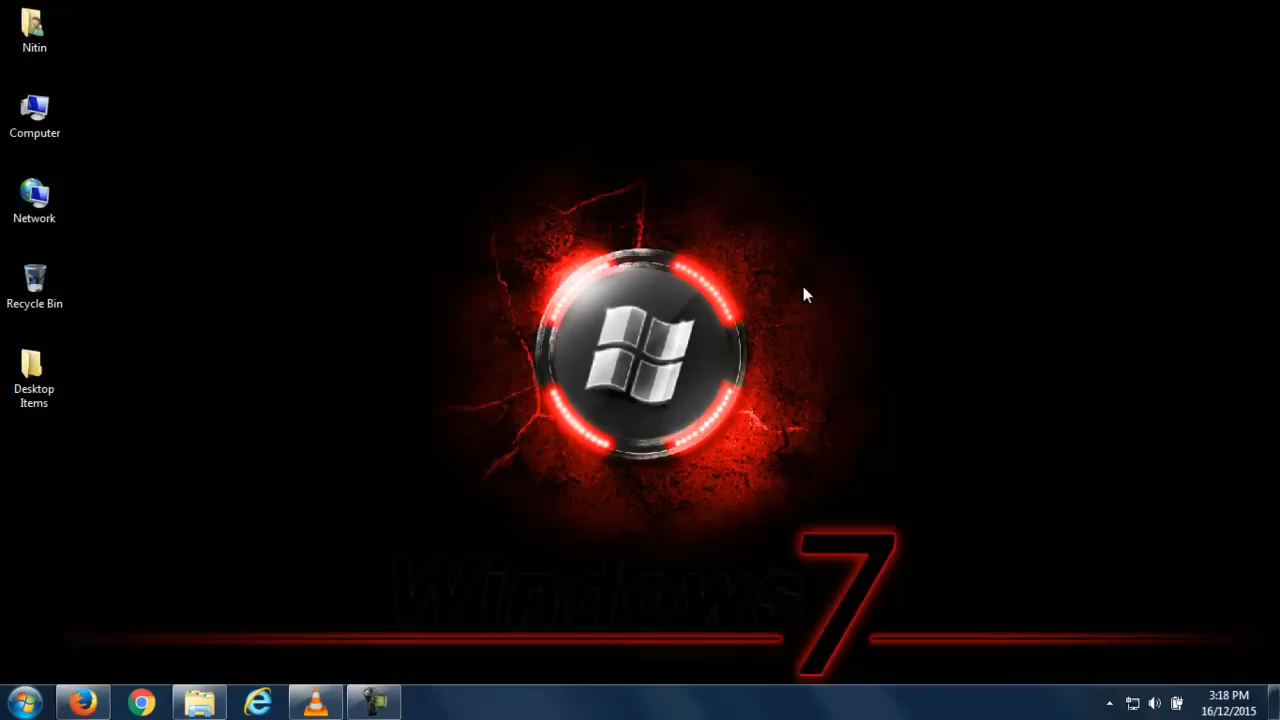 Nitin
Computer
Network
Recycle Bin
Desktop
Items
Windows 7
3:18 PM
16/12/2015